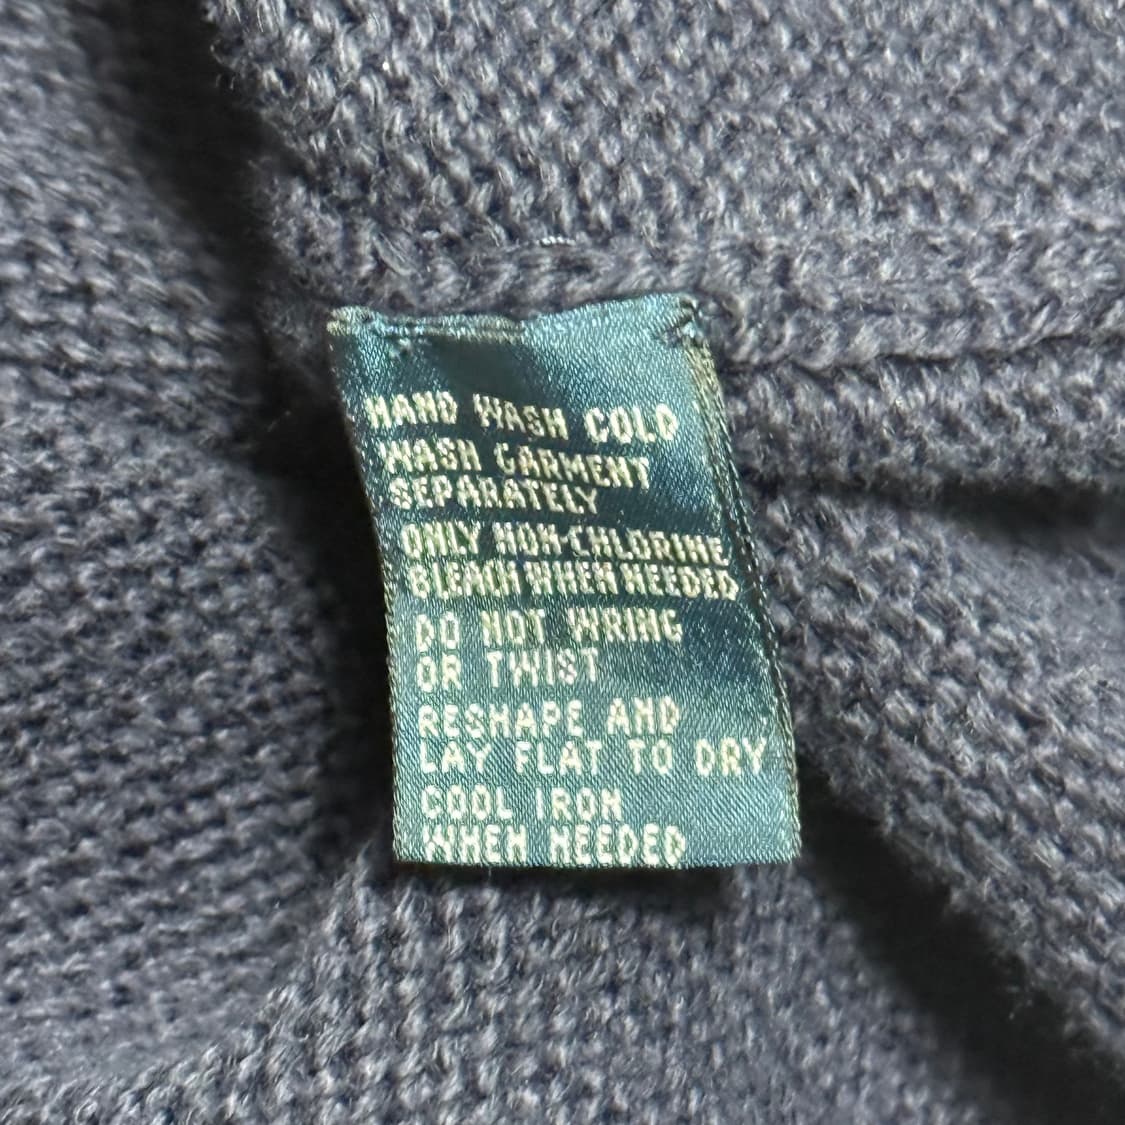 HAND WASH COLD
WASH GARMENT
SEPARATELY
ONLY NON-CHLORINE
BLEACH WHEN NEEDED
DO NOT WRING
OR TWIST
RESHAPE AND
LAY FLAT TO DRY
COOL IRON
WHEN NEEDED